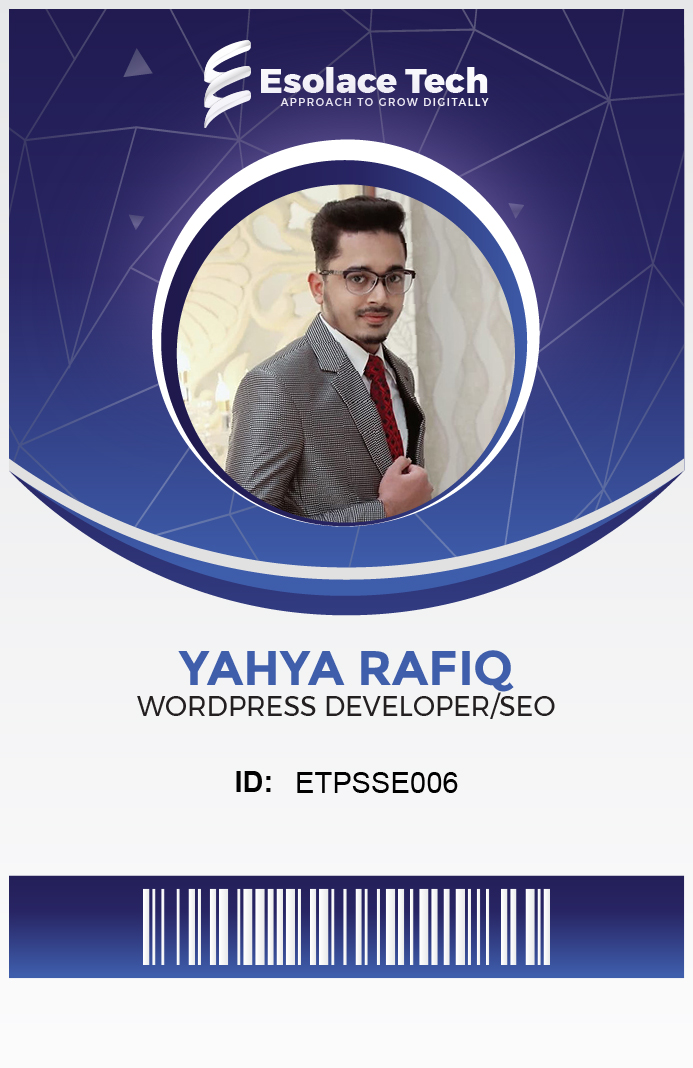 Esolace Tech
APPROACH TO GROW DIGITALLY
YAHYA RAFIQ
WORDPRESS DEVELOPER/SEO
ID: ETPSSE006